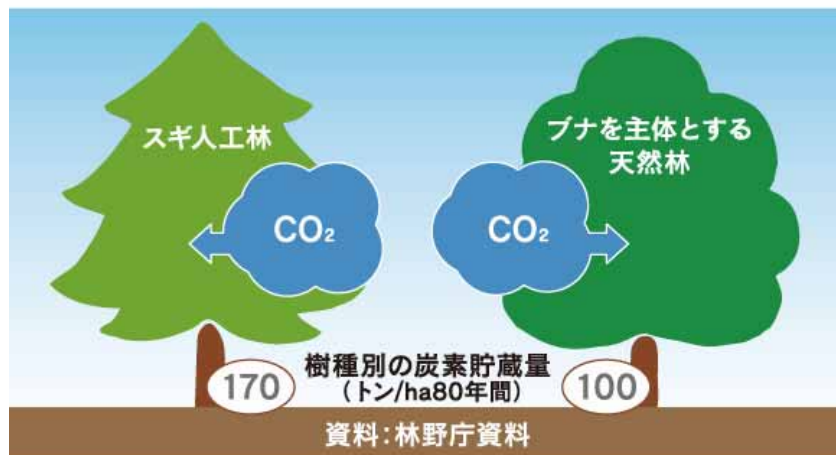 スギ人工林
ブナを主体とする
天然林
CO₂
CO₂
樹種別の炭素貯蔵量
(トン/ha80年間)
170
100
資料:林野庁資料